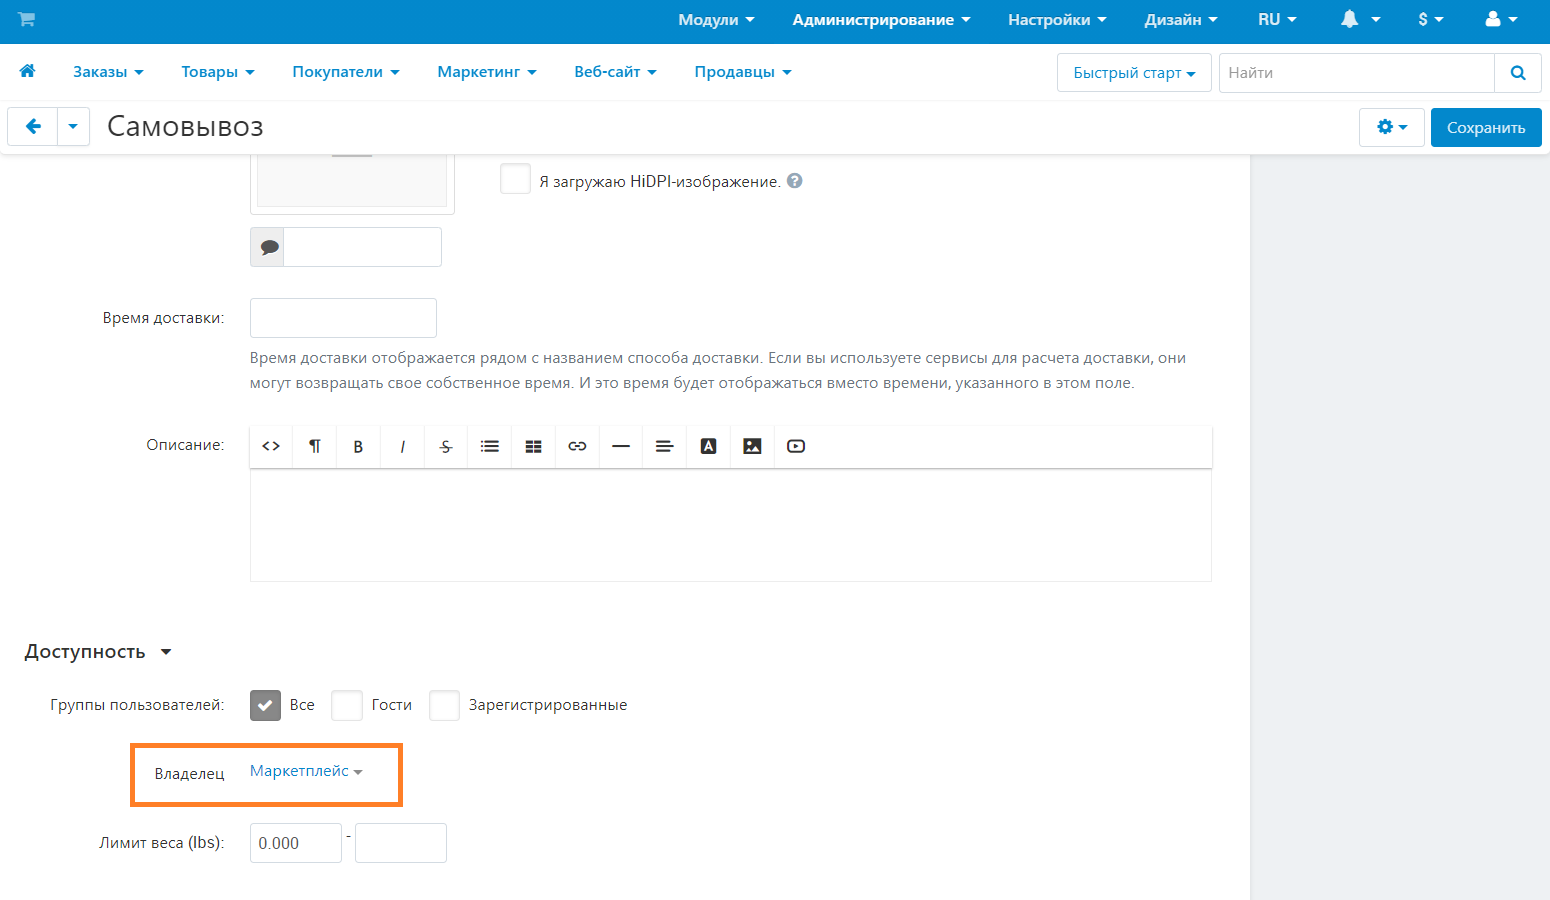 Модули Администрирование Настройки Дизайн RU $
Заказы Товары Покупатели Маркетинг Веб-сайт Продавцы Быстрый старт Найти
Самовывоз Сохранить
Я загружаю HiDPI-изображение. ?
Время доставки:
Время доставки отображается рядом с названием способа доставки. Если вы используете сервисы для расчета доставки, они
могут возвращать свое собственное время. И это время будет отображаться вместо времени, указанного в этом поле.
Описание: <> ¶ B I S A
Доступность
Группы пользователей: Все Гости Зарегистрированные
Владелец Маркетплейс
Лимит веса (lbs): 0.000 -